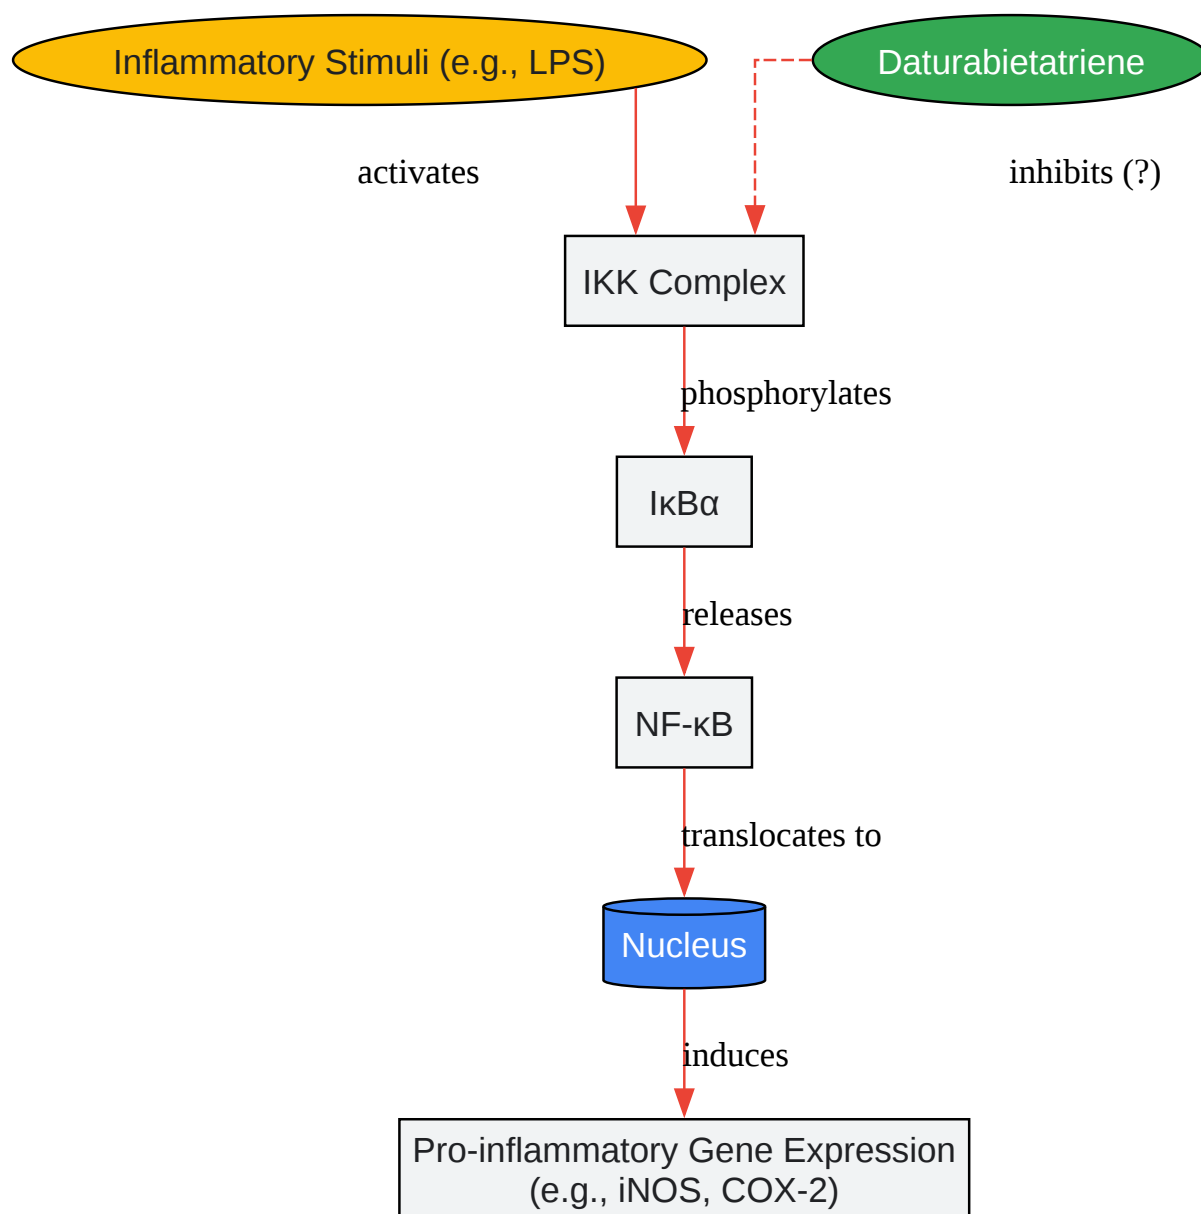 Inflammatory Stimuli (e.g., LPS)
Daturabietatriene
activates
inhibits (?)
IKK Complex
phosphorylates
IκBα
releases
NF-κB
translocates to
Nucleus
induces
Pro-inflammatory Gene Expression
(e.g., iNOS, COX-2)